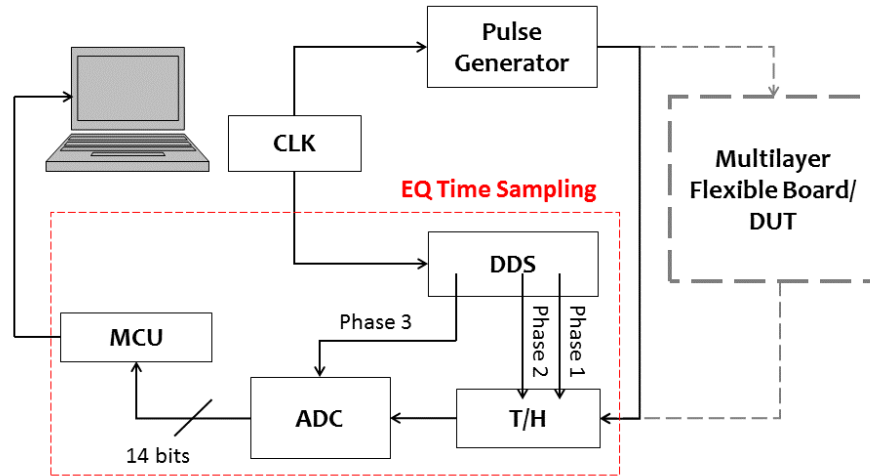 Pulse
Generator
CLK
Multilayer
Flexible Board/
DUT
EQ Time Sampling
DDS
Phase 3
Phase 2
Phase 1
MCU
ADC
T/H
14 bits